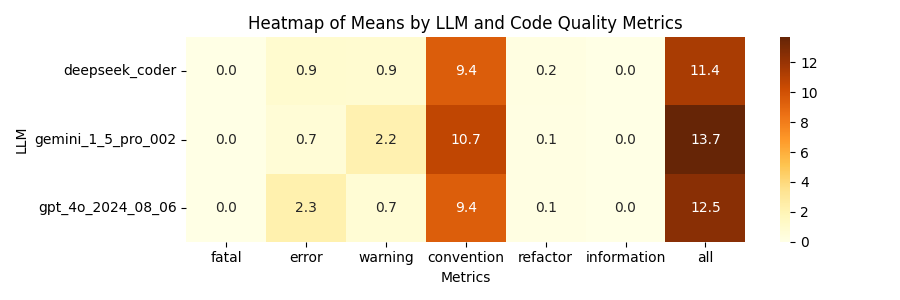 Heatmap of Means by LLM and Code Quality Metrics
deepseek_coder 0.0 0.9 0.9 9.4 0.2 0.0 11.4
gemini_1_5_pro_002 0.0 0.7 2.2 10.7 0.1 0.0 13.7
gpt_4o_2024_08_06 0.0 2.3 0.7 9.4 0.1 0.0 12.5
LLM
fatal error warning convention refactor information all
Metrics
12
10
8
6
4
2
0